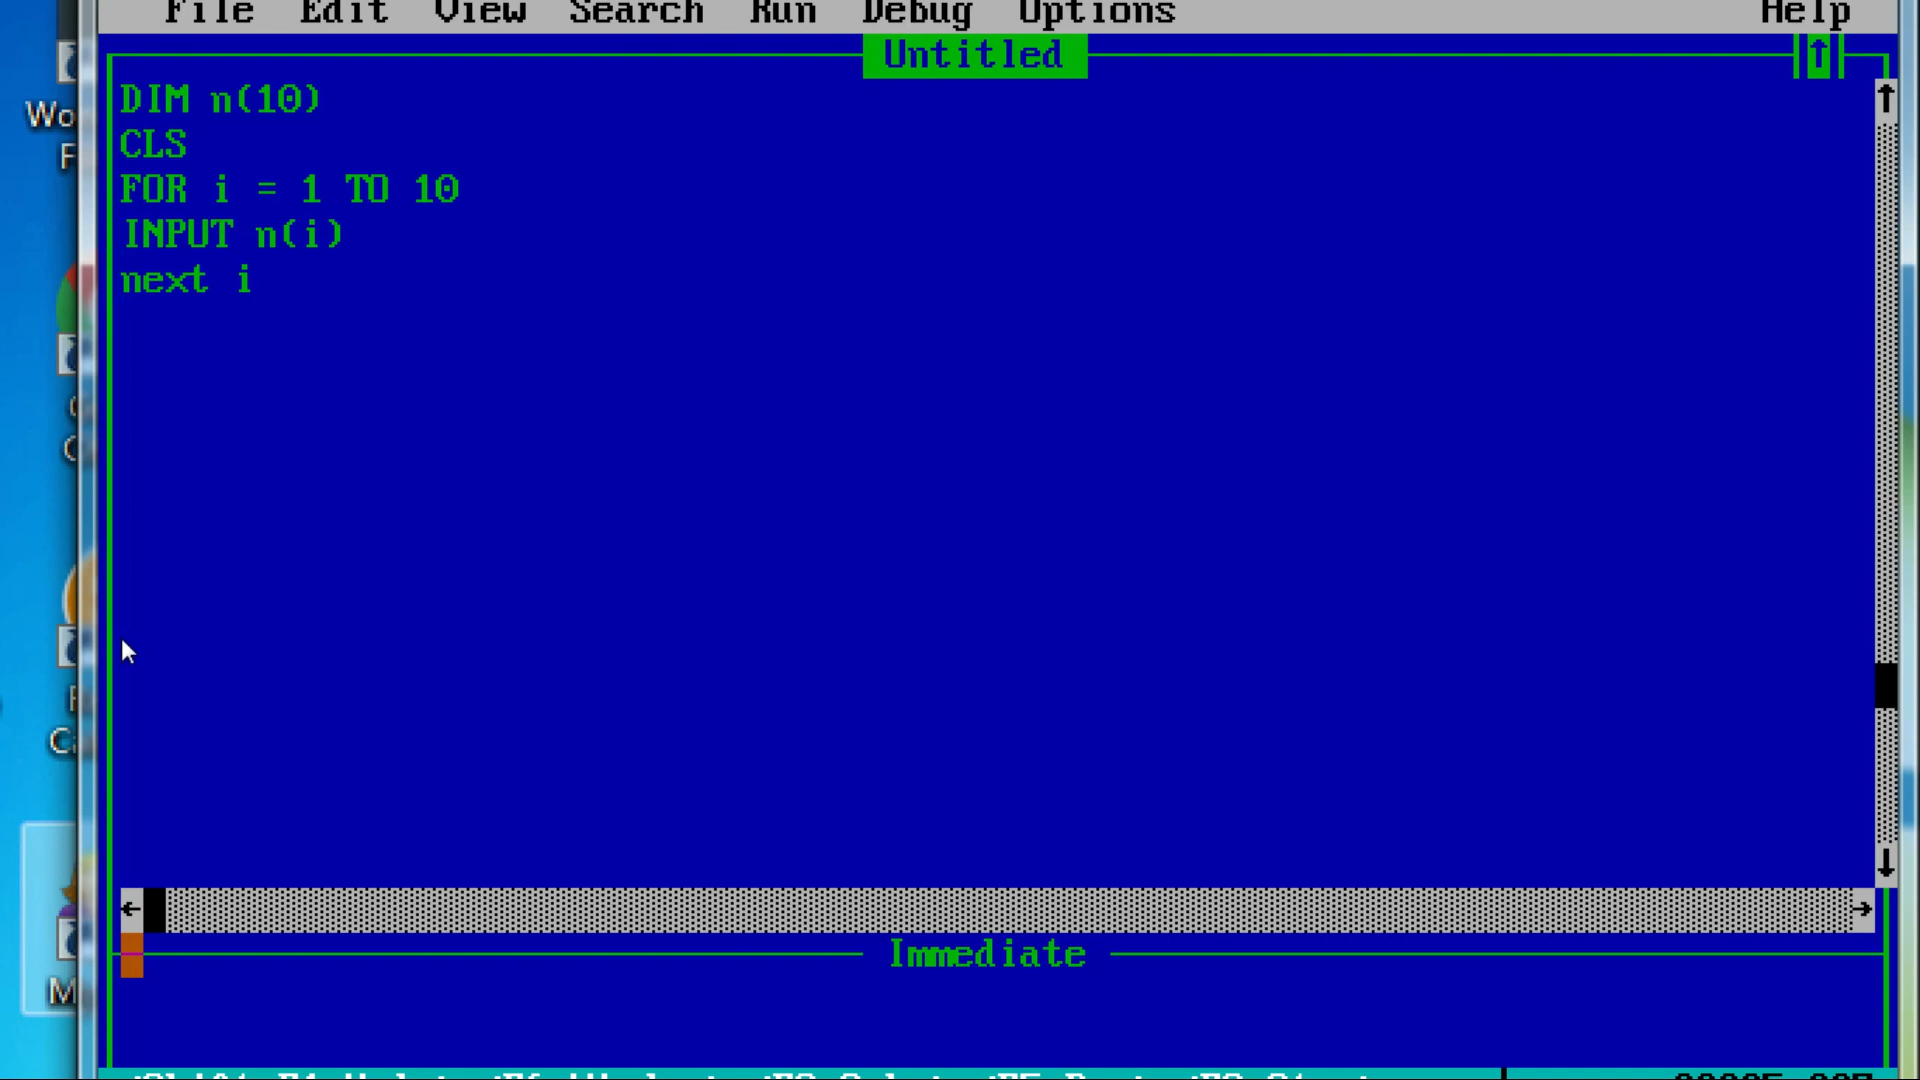 File Edit View Search Run Debug Options Help
Untitled
DIM n(10)
CLS
FOR i = 1 TO 10
INPUT n(i)
next i
Immediate